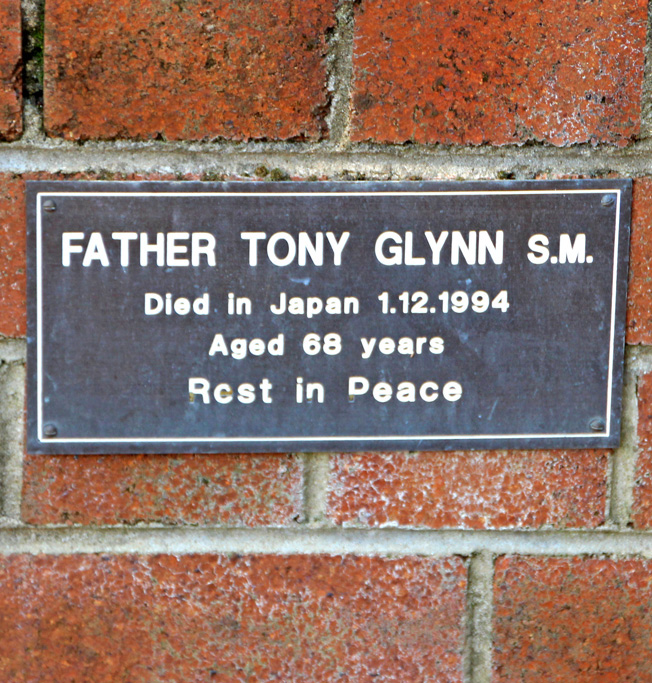 FATHER TONY GLYNN S.M.
Died in Japan 1.12.1994
Aged 68 years
Rest in Peace